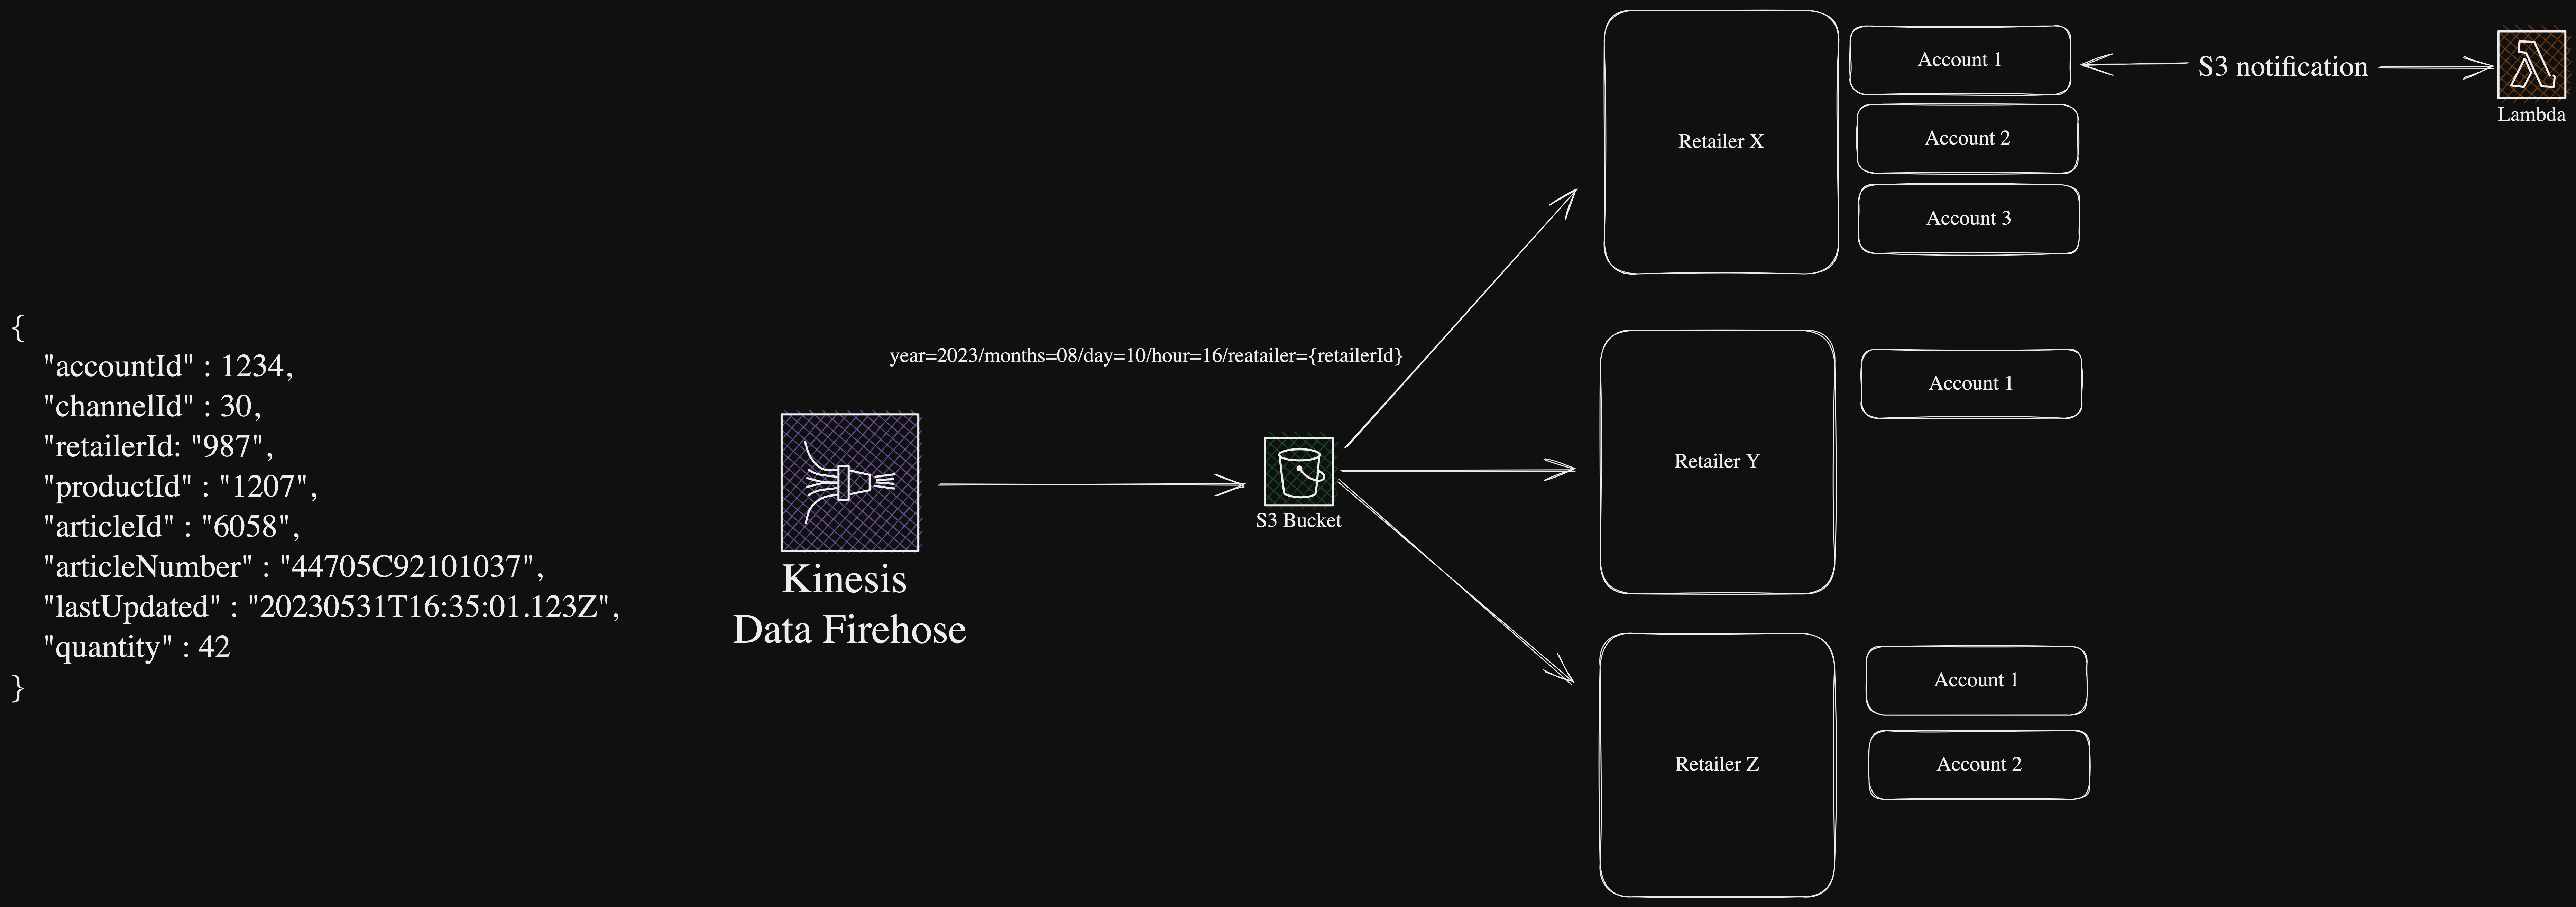 {
"accountId" : 1234,
"channelId" : 30,
"retailerId: "987",
"productId" : "1207",
"articleId" : "6058",
"articleNumber" : "44705C92101037",
"lastUpdated" : "20230531T16:35:01.123Z",
"quantity" : 42
}
Kinesis
Data Firehose
year=2023/months=08/day=10/hour=16/reatailer={retailerId}
S3 Bucket
Retailer X
Account 1
Account 2
Account 3
S3 notification
Lambda
Retailer Y
Account 1
Retailer Z
Account 1
Account 2